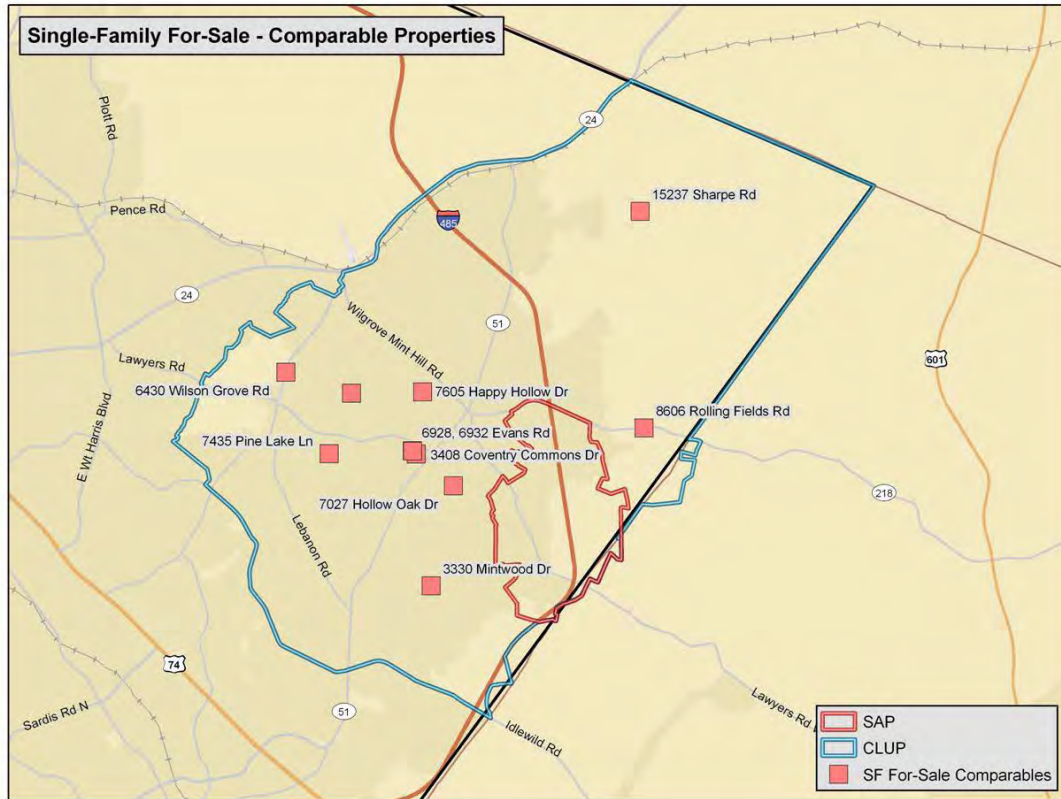 Single-Family For-Sale - Comparable Properties
Plott Rd
24
15237 Sharpe Rd
Pence Rd
485
24
Wilgrove Mint Hill Rd
51
601
Lawyers Rd
6430 Wilson Grove Rd
7605 Happy Hollow Dr
8606 Rolling Fields Rd
E Wt Harris Blvd
7435 Pine Lake Ln
6928, 6932 Evans Rd
3408 Coventry Commons Dr
218
7027 Hollow Oak Dr
Lebanon Rd
3330 Mintwood Dr
74
Sardis Rd N
51
Idlewild Rd
Lawyers Rd
SAP
CLUP
SF For-Sale Comparables